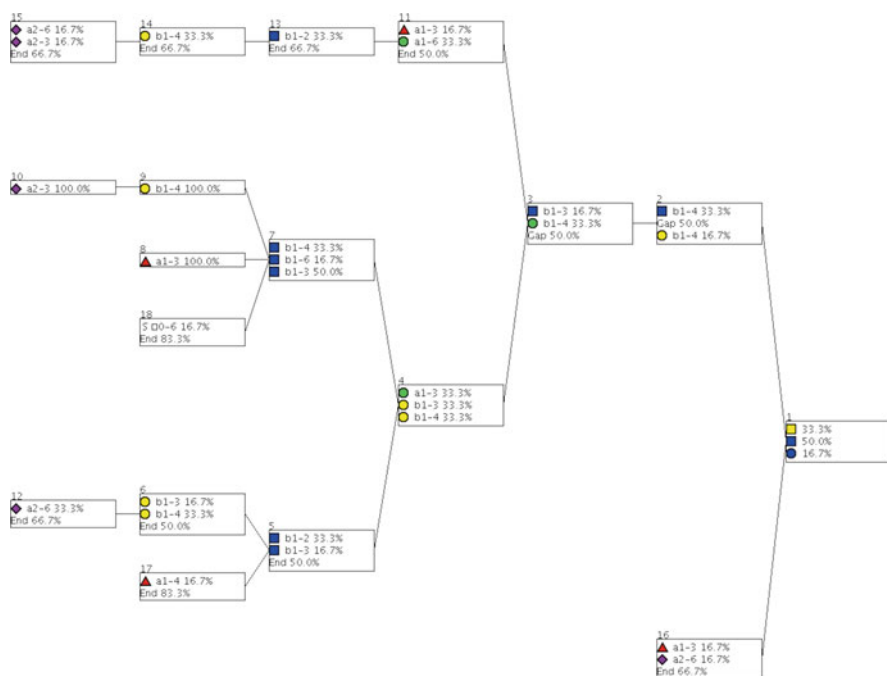 15
a2-6 16.7%
a2-3 16.7%
End 66.7%
14
b1-4 33.3%
End 66.7%
13
b1-2 33.3%
End 66.7%
11
a1-3 16.7%
a1-6 33.3%
End 50.0%
10
a2-3 100.0%
9
b1-4 100.0%
8
a1-3 100.0%
18
S □0-6 16.7%
End 83.3%
7
b1-4 33.3%
b1-6 16.7%
b1-3 50.0%
3
b1-3 16.7%
b1-4 33.3%
Gap 50.0%
2
b1-4 33.3%
Gap 50.0%
b1-4 16.7%
4
a1-3 33.3%
b1-3 33.3%
b1-4 33.3%
1
33.3%
50.0%
16.7%
12
a2-6 33.3%
End 66.7%
6
b1-3 16.7%
b1-4 33.3%
End 50.0%
17
a1-4 16.7%
End 83.3%
5
b1-2 33.3%
b1-3 16.7%
End 50.0%
16
a1-3 16.7%
a2-6 16.7%
End 66.7%